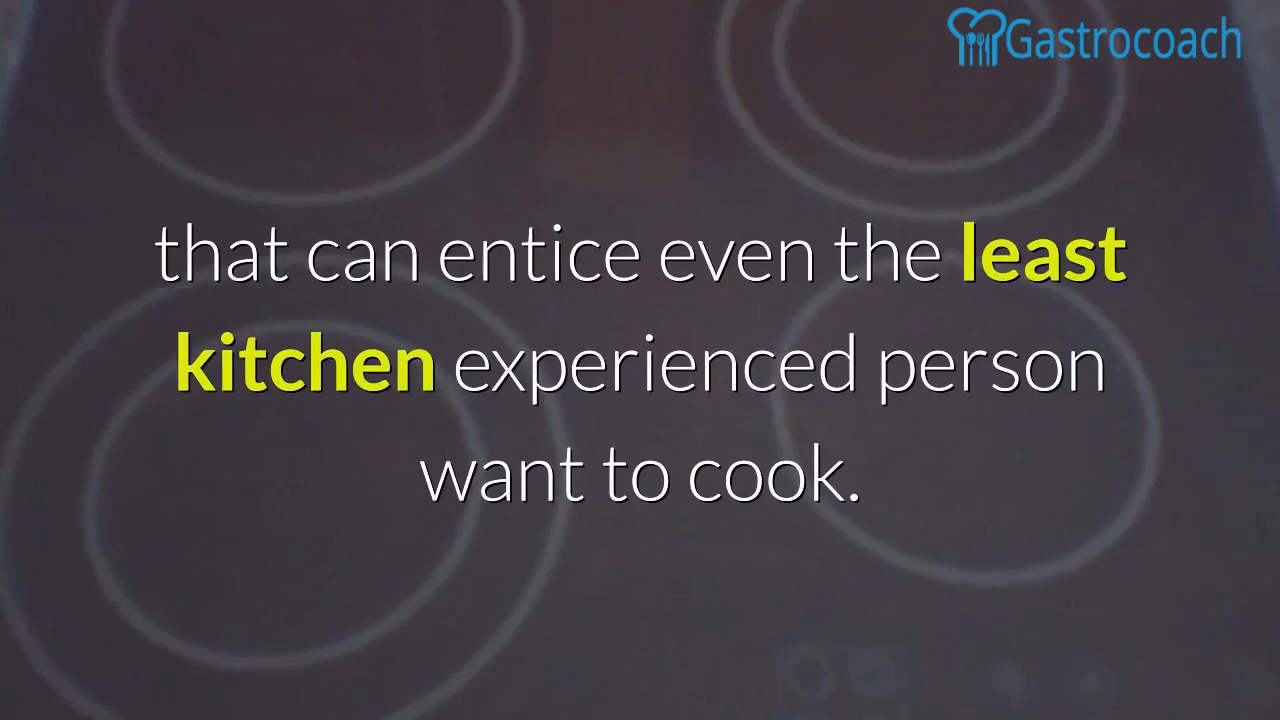 Gastrocoach
that can entice even the least
kitchen experienced person
want to cook.